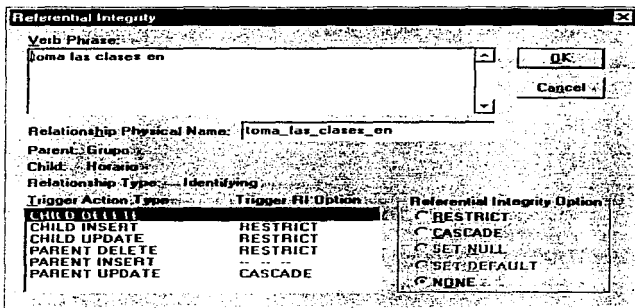 Referential Integrity
Verb Phrase:
toma las clases en
OK
Cancel
Relationship Physical Name: toma_las_clases_en
Parent: Grupo
Child: Horario
Relationship Type: Identifying
Trigger Action Type Trigger RI Option
CHILD DELETE
CHILD INSERT RESTRICT
CHILD UPDATE RESTRICT
PARENT DELETE RESTRICT
PARENT INSERT
PARENT UPDATE CASCADE
Referential Integrity Option
RESTRICT
CASCADE
SET NULL
SET DEFAULT
NONE